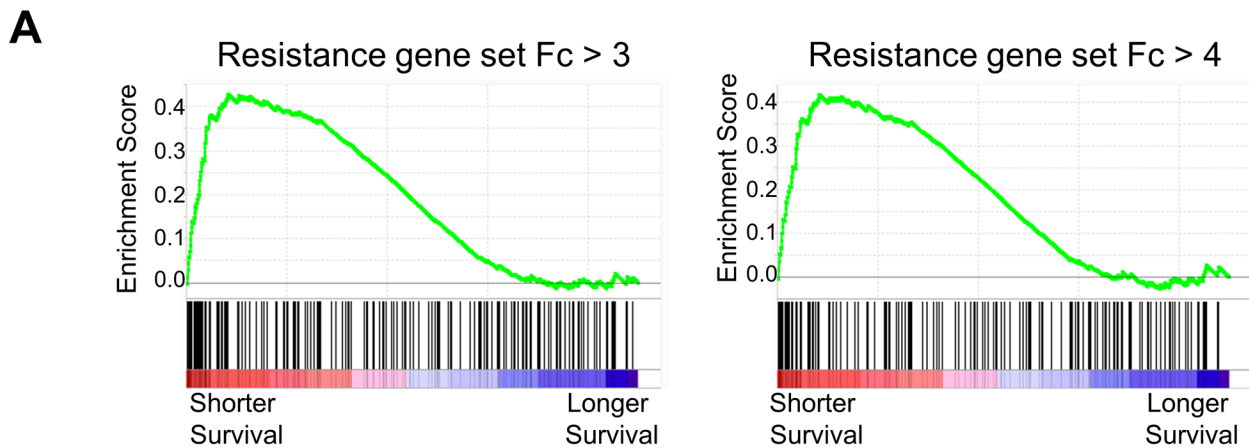 A
Resistance gene set Fc > 3
Enrichment Score
0.4
0.3
0.2
0.1
0.0
Shorter
Survival
Longer
Survival
Resistance gene set Fc > 4
Enrichment Score
0.4
0.3
0.2
0.1
0.0
Shorter
Survival
Longer
Survival